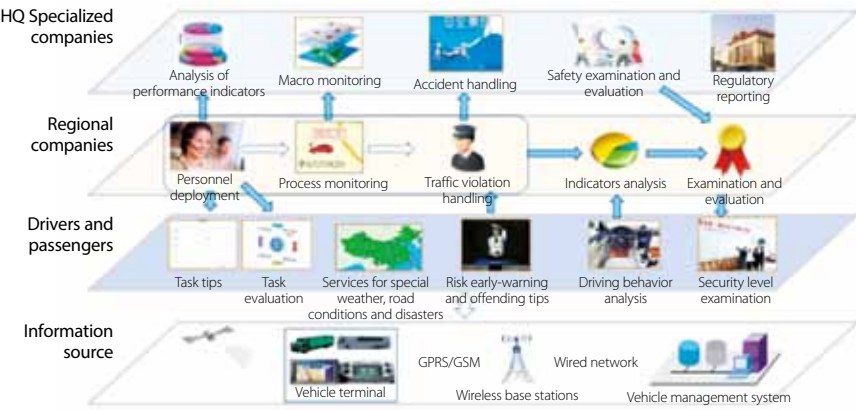 HQ Specialized
companies
Analysis of
performance indicators
Macro monitoring
Accident handling
Safety examination and
evaluation
Regulatory
reporting
Regional
companies
Personnel
deployment
Process monitoring
Traffic violation
handling
Indicators analysis
Examination and
evaluation
Drivers and
passengers
Task tips
Task
evaluation
Services for special
weather, road
conditions and disasters
Risk early-warning
and offending tips
Driving behavior
analysis
Security level
examination
Information
source
Vehicle terminal
GPRS/GSM
Wireless base stations
Wired network
Vehicle management system